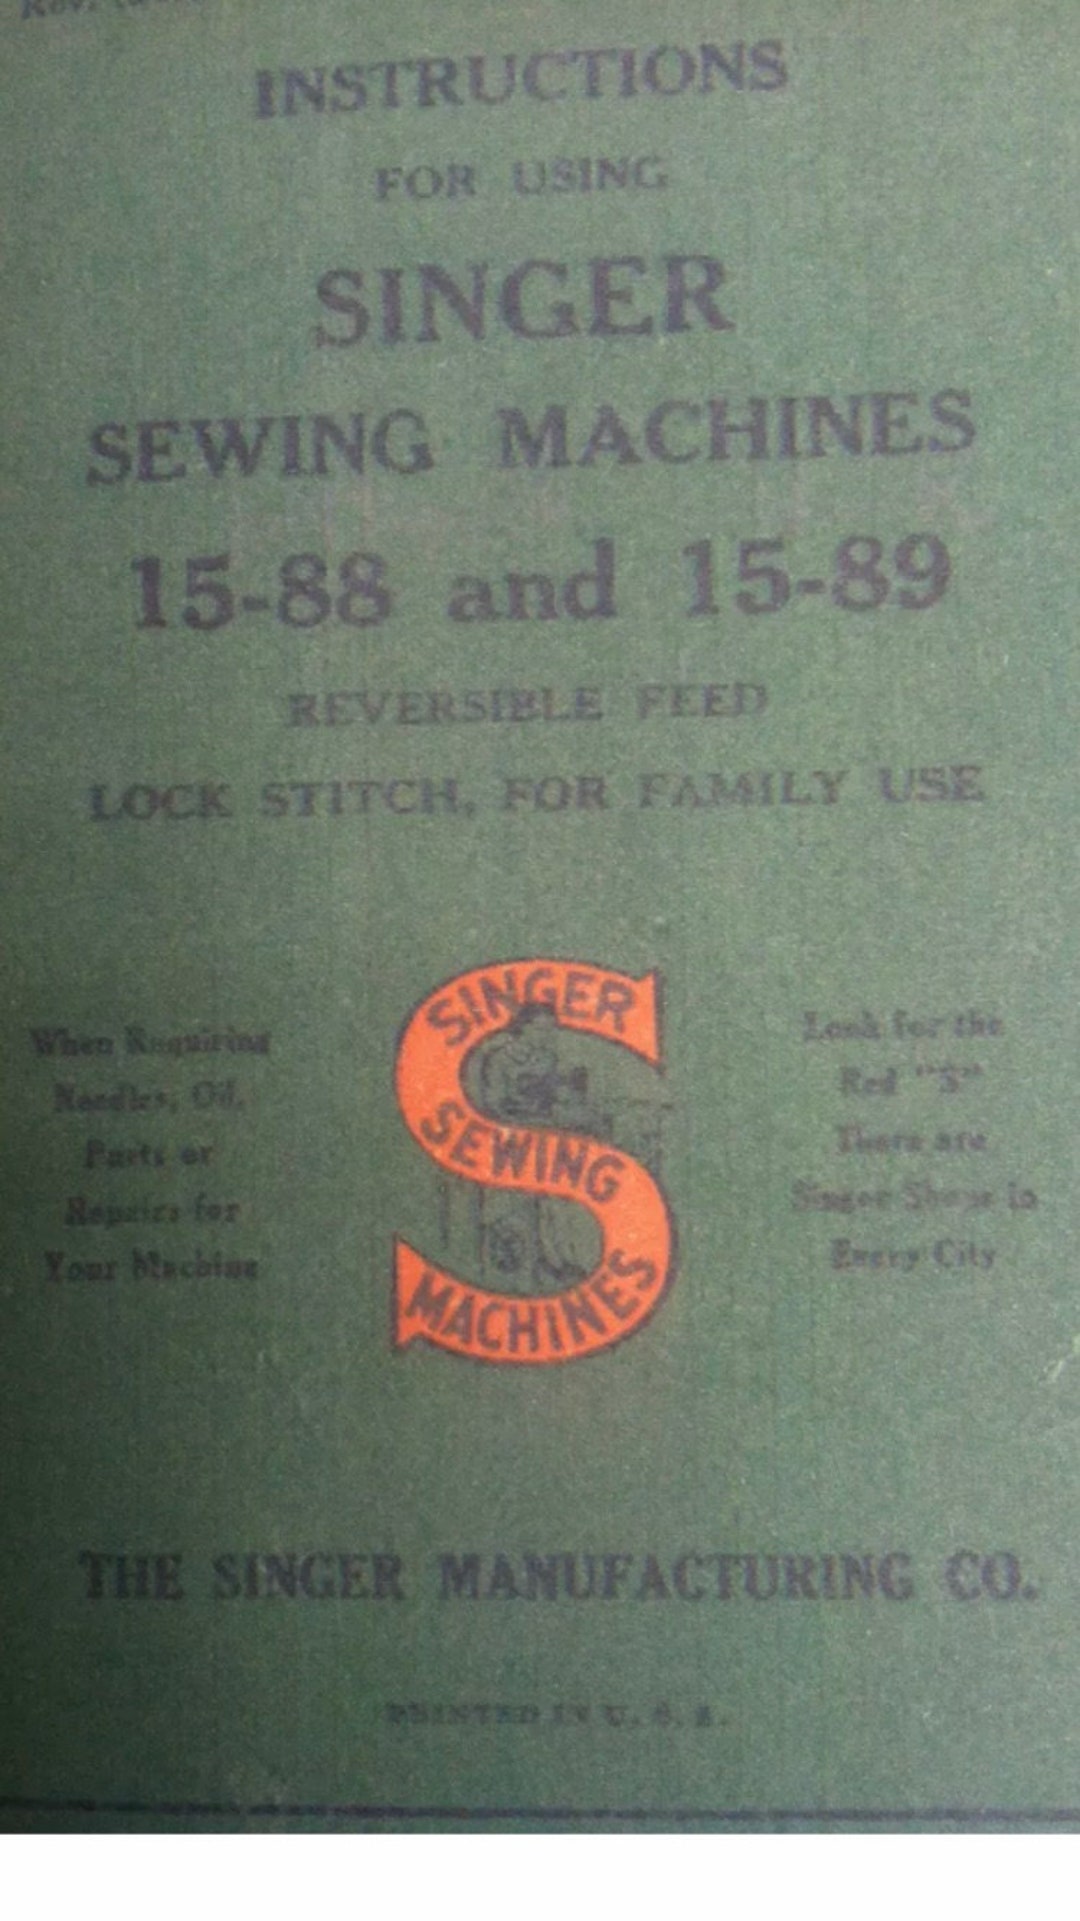 INSTRUCTIONS
FOR USING
SINGER
SEWING MACHINES
15-88 and 15-89
REVERSIBLE FEED
LOCK STITCH, FOR FAMILY USE
When Requiring
Needles, Oil,
Parts or
Repairs for
Your Machine
SINGER
SEWING
MACHINES
Look for the
Red "S"
There are
Singer Shops in
Every City
THE SINGER MANUFACTURING CO.
PRINTED IN U. S. A.